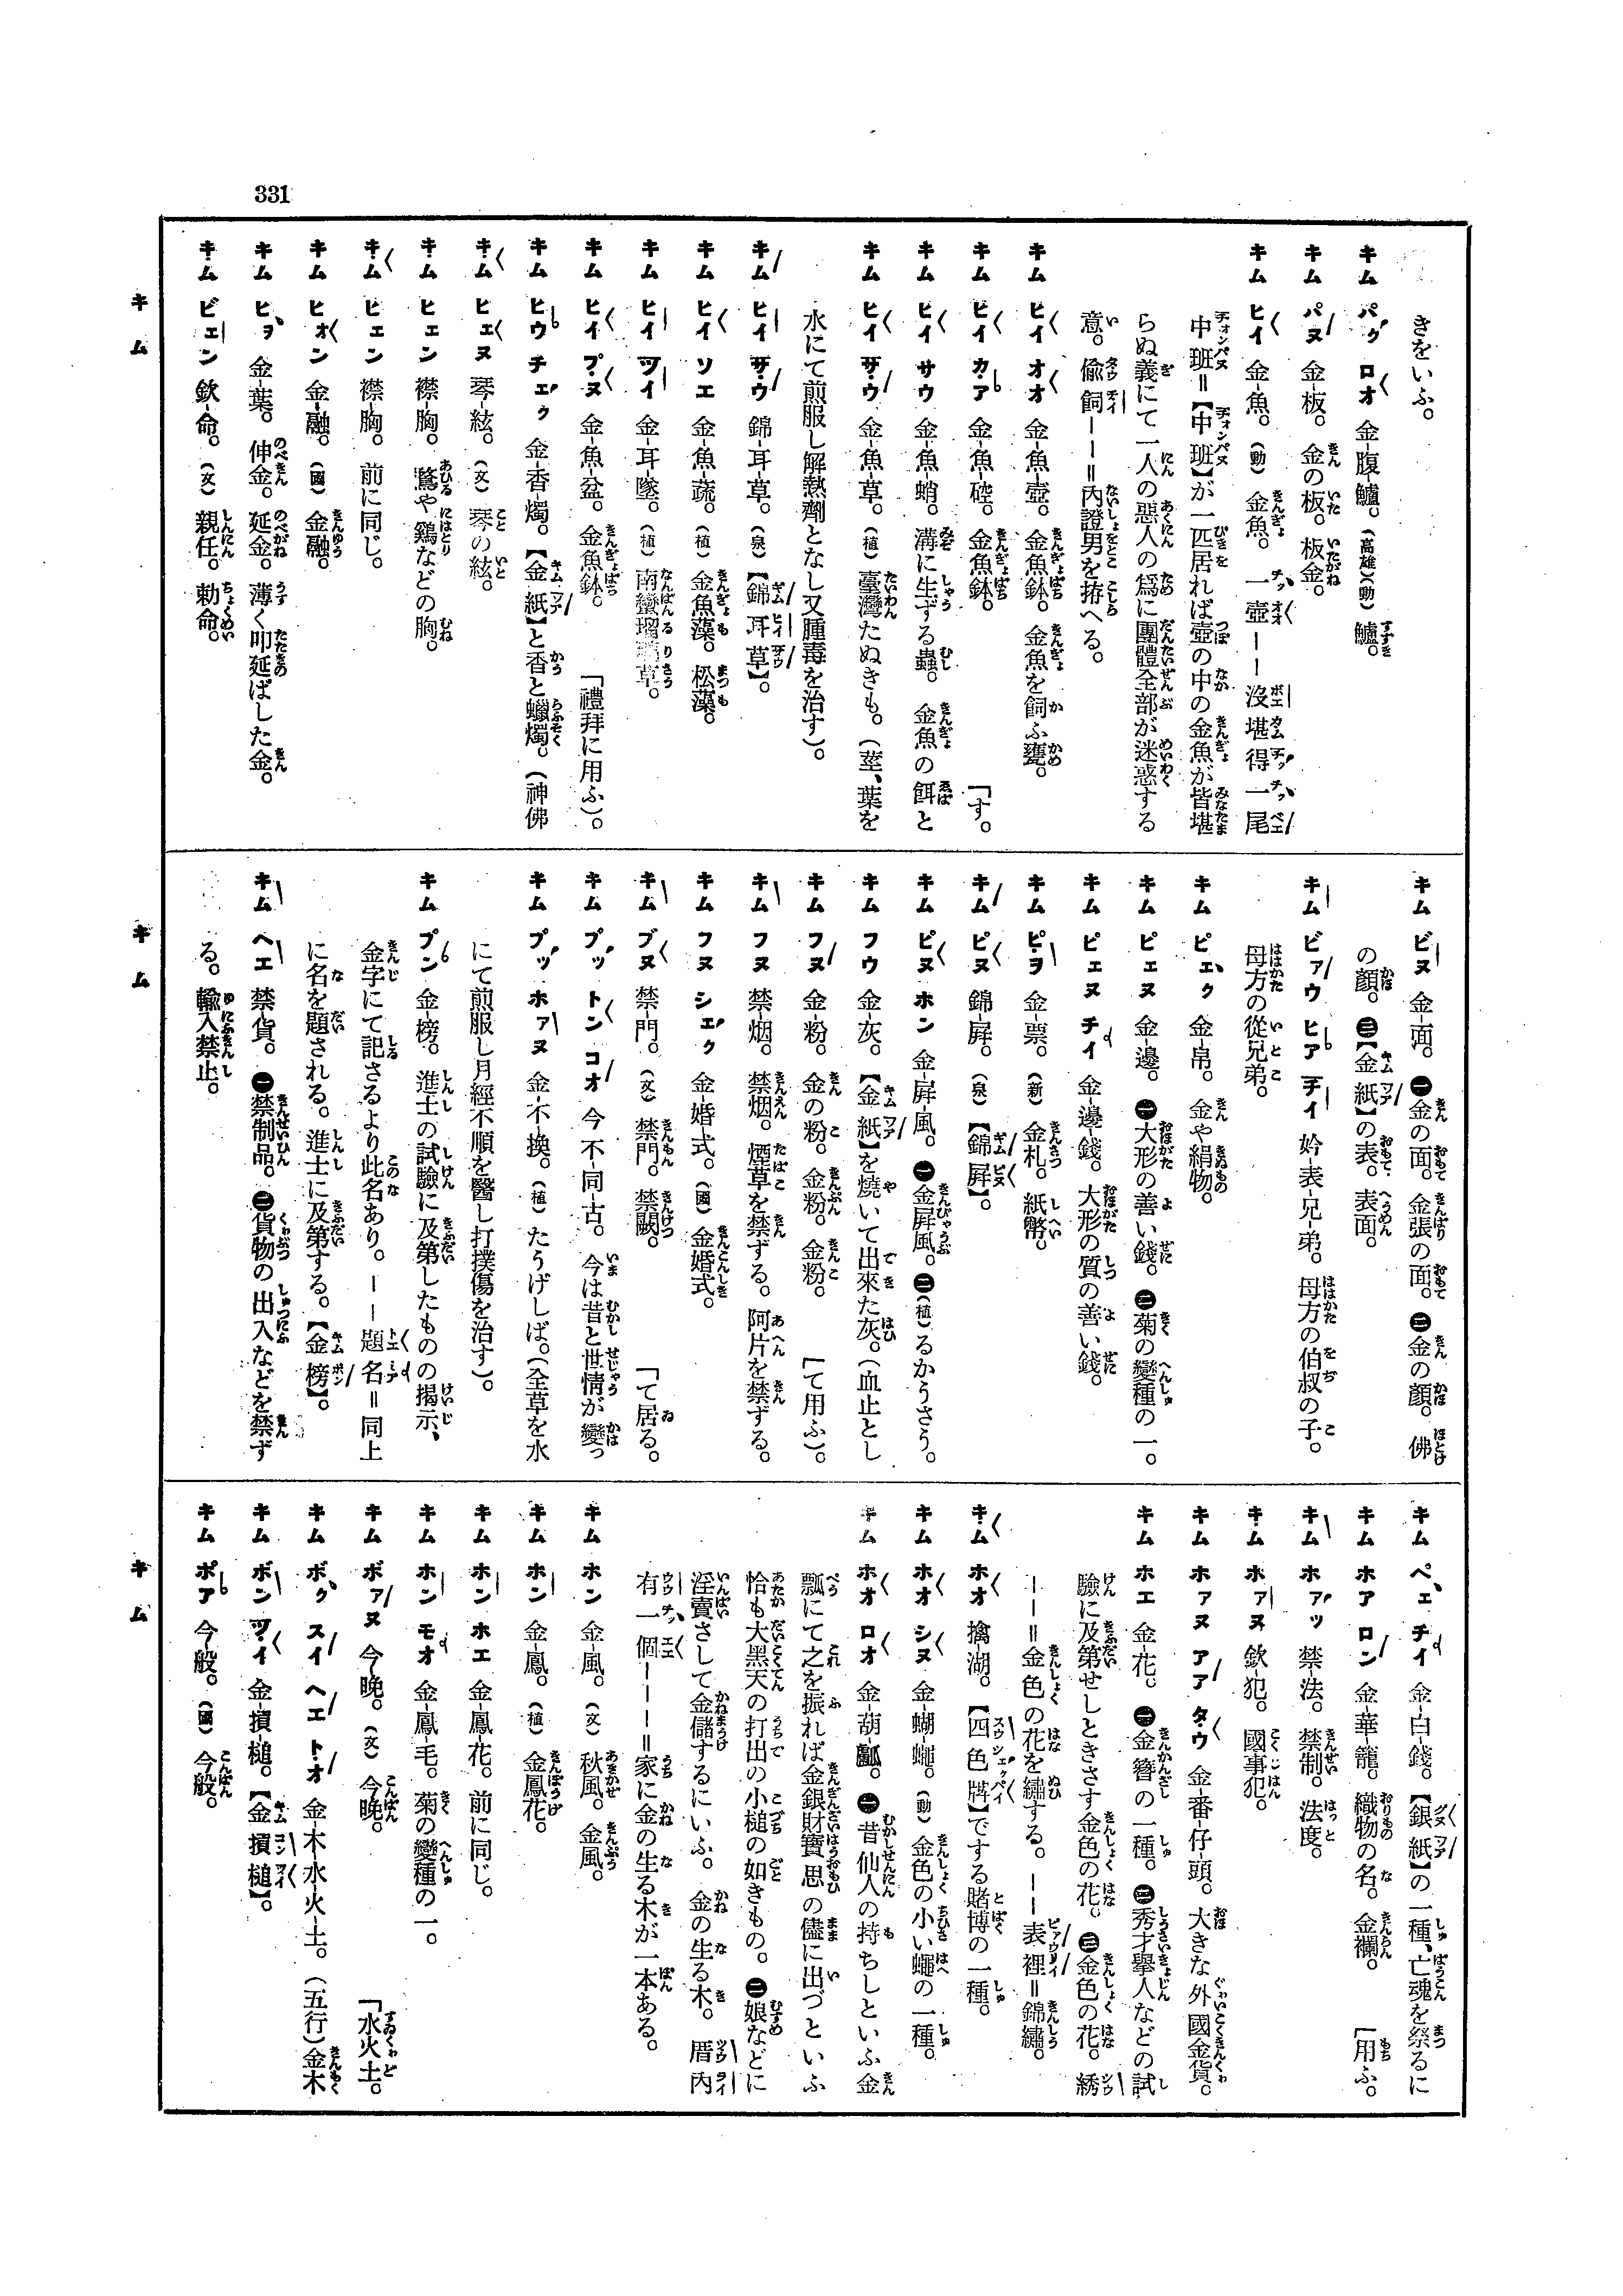 331
きをいふ。
キム パク ロオ 金-腹-鱸。(高雄)(動) 鱸。
キム パヌ 金-板。金の板。板金。
キム ヒイ 金-魚。(動) 金魚。一壺――沒堪得一尾
中班=【中班】が一匹居れば壺の中の金魚が皆堪
らぬ義にて一人の惡人の爲に團體全部が迷惑する
意。偸飼――=內證男を拵へる。
キム ヒイ オオ 金-魚-壺。金魚鉢。金魚を飼ふ甕。
キム ヒイ カア 金-魚-𥐥。金魚鉢。 「す。
キム ヒイ サウ 金-魚-蛸。溝に生ずる蟲。金魚の餌と
キム ヒイ サウ 金-魚-草。(植) 臺灣たぬきも。(莖、葉を
水にて煎服し解熱劑となし又腫毒を治す)。
キム ヒイ サウ 錦-耳-草。(泉)【錦耳草】。
キム ヒイ ソエ 金-魚-蔬。(植) 金魚藻。松藻。
キム ヒイ ツイ 金-耳-墜。(植) 南蠻瑠璃草。
キム ヒイ プヌ 金-魚-盆。金魚鉢。 「禮拜に用ふ)。
キム ヒウ チェク 金-香-燭。【金紙】と香と蠟燭。(神佛
キム ヒェヌ 琴-絃。(文) 琴の絃。
キム ヒェン 襟-胸。鶩や鷄などの胸。
キム ヒェン 襟-胸。前に同じ。
キム ヒォン 金-融。(國) 金融。
キム ヒヲ 金-葉。伸金。延金。薄く叩延ばした金。
キム ビェン 欽-命。(文) 親任。勅命。
キム ビヌ 金-面。㊀金の面。金張の面。㊁金の顏。佛
の顏。㊂【金紙】の表。表面。
キム ビァウ ヒア チイ 妗-表-兄-弟。母方の伯叔の子。
母方の從兄弟。
キム ピェク 金-帛。金や絹物。
キム ピェヌ 金-邊。㊀大形の善い錢。㊁菊の變種の一。
キム ピェヌ チイ 金-邊-錢。大形の質の善い錢。
キム ピヲ 金-票。(新) 金札。紙幣。
キム ピヌ 錦-屛。(泉)【錦屛】。
キム ピヌ ホン 金-屛-風。㊀金屛風。㊁(植)るかうさう。
キム フウ 金-灰。【金紙】を燒いて出來た灰。(血止とし
キム フヌ 金-粉。金の粉。金粉。金粉。 「て用ふ)。
キム フヌ 禁-烟。禁烟。煙草を禁ずる。阿片を禁ずる。
キム フヌ シェク 金-婚-式。(國) 金婚式。
キム ブヌ 禁-門。(文) 禁門。禁闕。 「て居る。
キム プッ トン コオ 今不-同-古。今は昔と世情が變っ
キム プッ ホァヌ 金-不-換。(植) たうげしば。(全草を水
にて煎服し月經不順を醫し打撲傷を治す)。
キム プン 金-榜。進士の試驗に及第したものの揭示、
金字にて記さるより此名あり。――題名=同上
に名を題される。進士に及第する。【金榜】。
キム ヘエ 禁-貨。㊀禁制品。㊁貨物の出入などを禁ず
る。輸入禁止。
キム ペェ チイ 金-白-錢。【銀紙】の一種、亡魂を祭るに
キム ホア ロン 金-華-籠。織物の名。金襴。 「用ふ。
キム ホァッ 禁-法。禁制。法度。
キム ホァヌ 欽-犯。國事犯。
キム ホァヌ アア タウ 金-番-仔-頭。大きな外國金貨。
キム ホエ 金-花。㊀金簪の一種。㊁秀才擧人などの試
驗に及第せしときさす金色の花。㊂金色の花。綉
――=金色の花を繡する。――表裡=錦繡。
キム ホオ 擒-湖。【四色牌】でする賭博の一種。
キム ホオ シヌ 金-蝴-蠅。(動) 金色の小い蠅の一種。
キム ホオ ロオ 金-葫-蘆。㊀昔仙人の持ちしといふ金
瓢にて之を振れば金銀財寶思の儘に出づといふ
恰も大黑天の打出の小槌の如きもの。㊁娘などに
淫賣さして金儲するにいふ。金の生る木。厝內
有一個―――=家に金の生る木が一本ある。
キム ホン 金-風。(文) 秋風。金風。
キム ホン 金-鳳。(植) 金鳳花。
キム ホン ホエ 金-鳳-花。前に同じ。
キム ホン モオ 金-鳳-毛。菊の變種の一。
キム ボァヌ 今-晚。(文) 今晚。 「水火土。
キム ボク スイ ヘエ トオ 金-木-水-火-土。(五行)金木
キム ボン ツイ 金-摃-槌。【金摃槌】。
キム ポア 今-般。(國) 今般。
キム
キム
キム